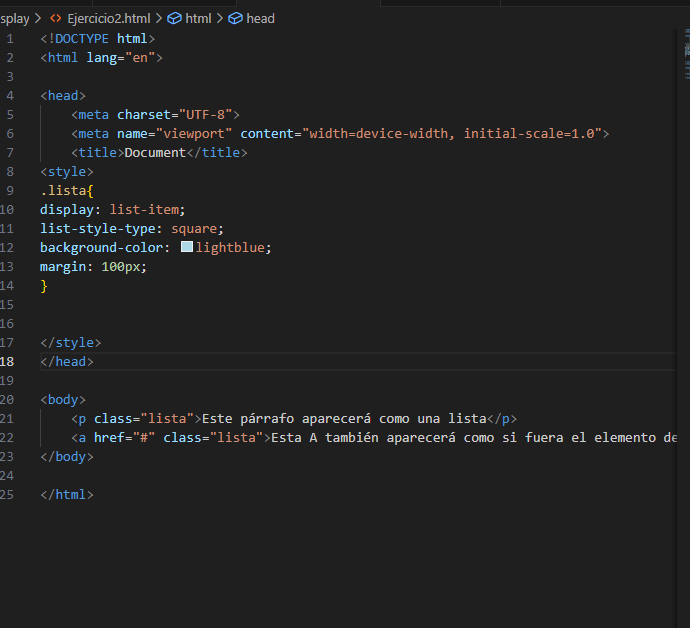 splay > Ejercicio2.html > html > head
1 <!DOCTYPE html>
2 <html lang="en">
3
4 <head>
5 <meta charset="UTF-8">
6 <meta name="viewport" content="width=device-width, initial-scale=1.0">
7 <title>Document</title>
8 <style>
9 .lista{
10 display: list-item;
11 list-style-type: square;
12 background-color: lightblue;
13 margin: 100px;
14 }
15
16
17 </style>
18 </head>
19
20 <body>
21 <p class="lista">Este párrafo aparecerá como una lista</p>
22 <a href="#" class="lista">Esta A también aparecerá como si fuera el elemento de
23 </body>
24
25 </html>